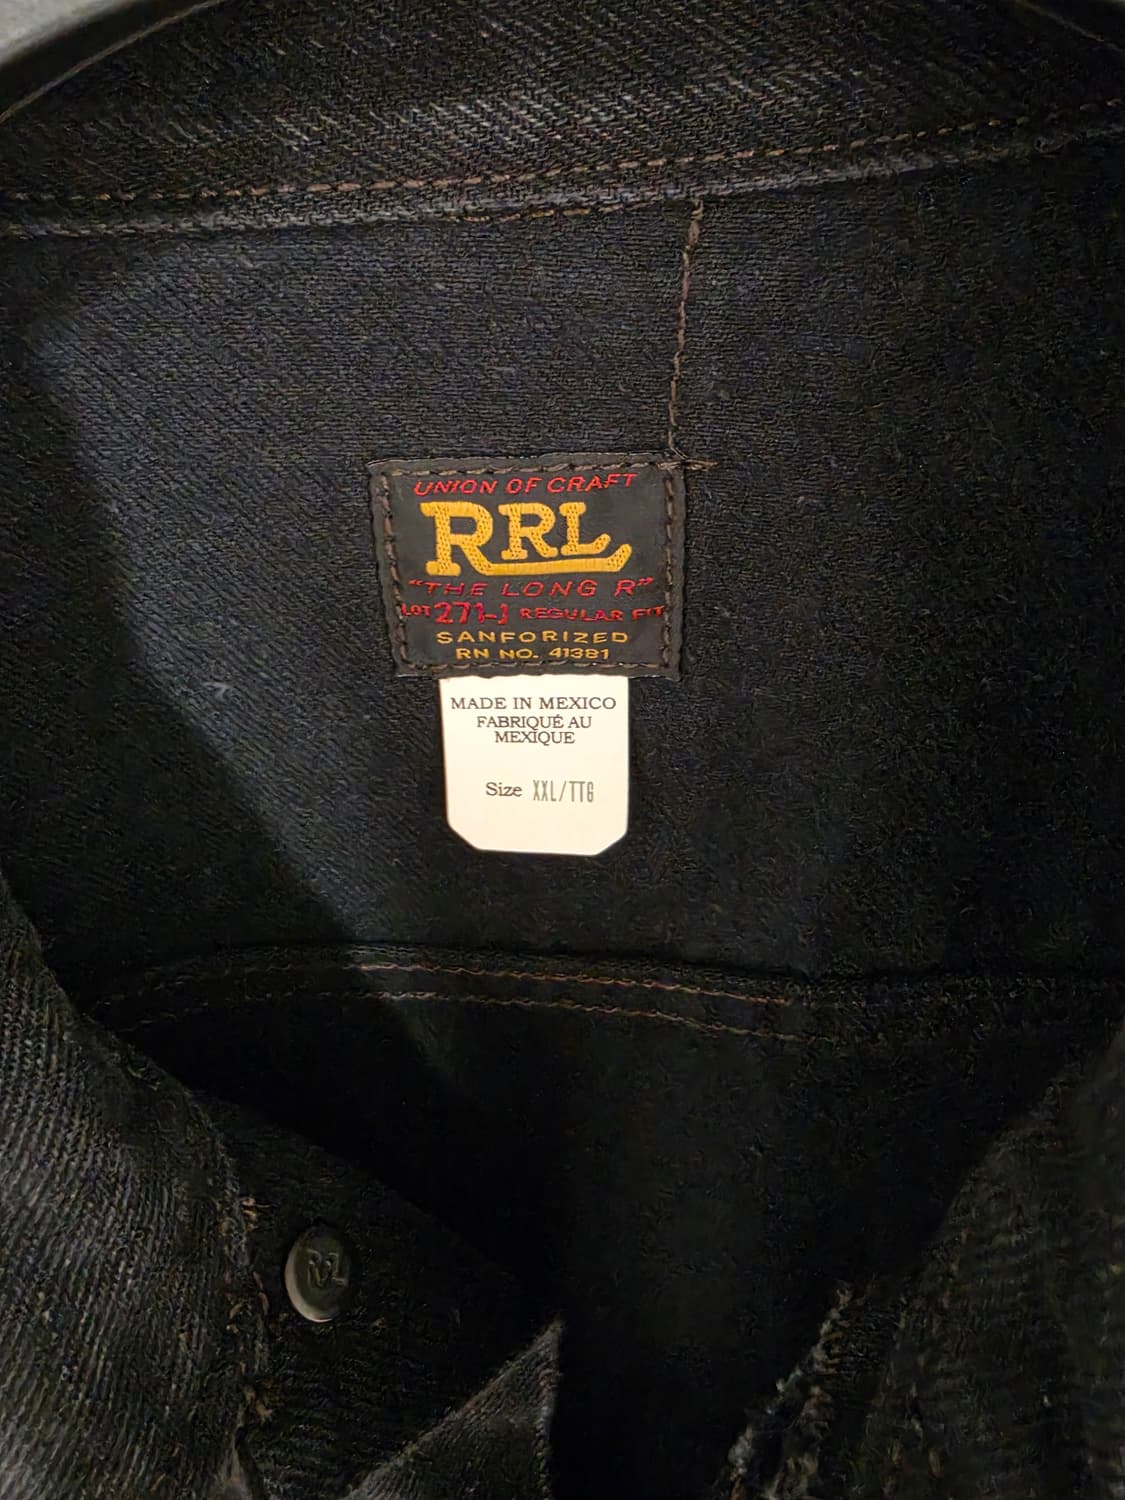 UNION OF CRAFT
RRL
"THE LONG R"
LOT 271-J REGULAR FIT
SANFORIZED
RN NO. 41381
MADE IN MEXICO
FABRIQUÉ AU
MEXIQUE
Size XXL/TTG
RRL